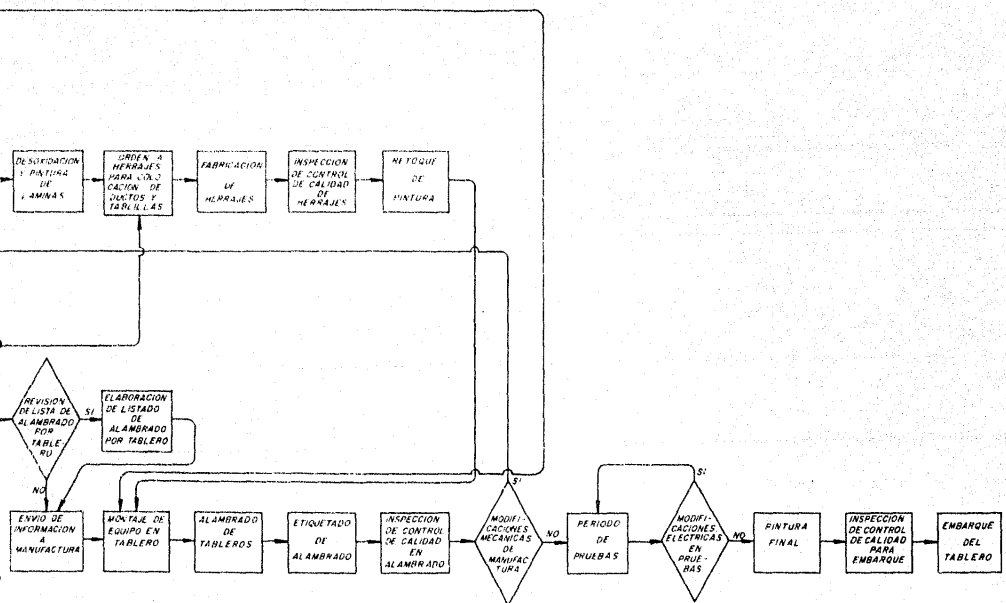 DESOXIDACION
Y PINTURA
DE
LAMINAS
ORDEN A
HERRAJES
PARA COLO
CACION DE
DUCTOS Y
TABLILLAS
FABRICACION
DE
HERRAJES
INSPECCION
DE CONTROL
DE CALIDAD
DE
HERRAJES
RETOQUE
DE
PINTURA
REVISION
DE LISTA DE
ALAMBRADO
POR
TABLE-
RO
SI
NO
ELABORACION
DE LISTADO
DE
ALAMBRADO
POR TABLERO
ENVIO DE
INFORMACION
A
MANUFACTURA
MONTAJE DE
EQUIPO EN
TABLERO
ALAMBRADO
DE
TABLEROS
ETIQUETADO
DE
ALAMBRADO
INSPECCION
DE CONTROL
DE CALIDAD
EN
ALAMBRADO
MODIFI-
CACIONES
MECANICAS
DE
MANUFAC
TURA
SI
NO
PERIODO
DE
PRUEBAS
MODIFI-
CACIONES
ELECTRICAS
EN
PRUE-
BAS
SI
NO
PINTURA
FINAL
INSPECCION
DE CONTROL
DE CALIDAD
PARA
EMBARQUE
EMBARQUE
DEL
TABLERO